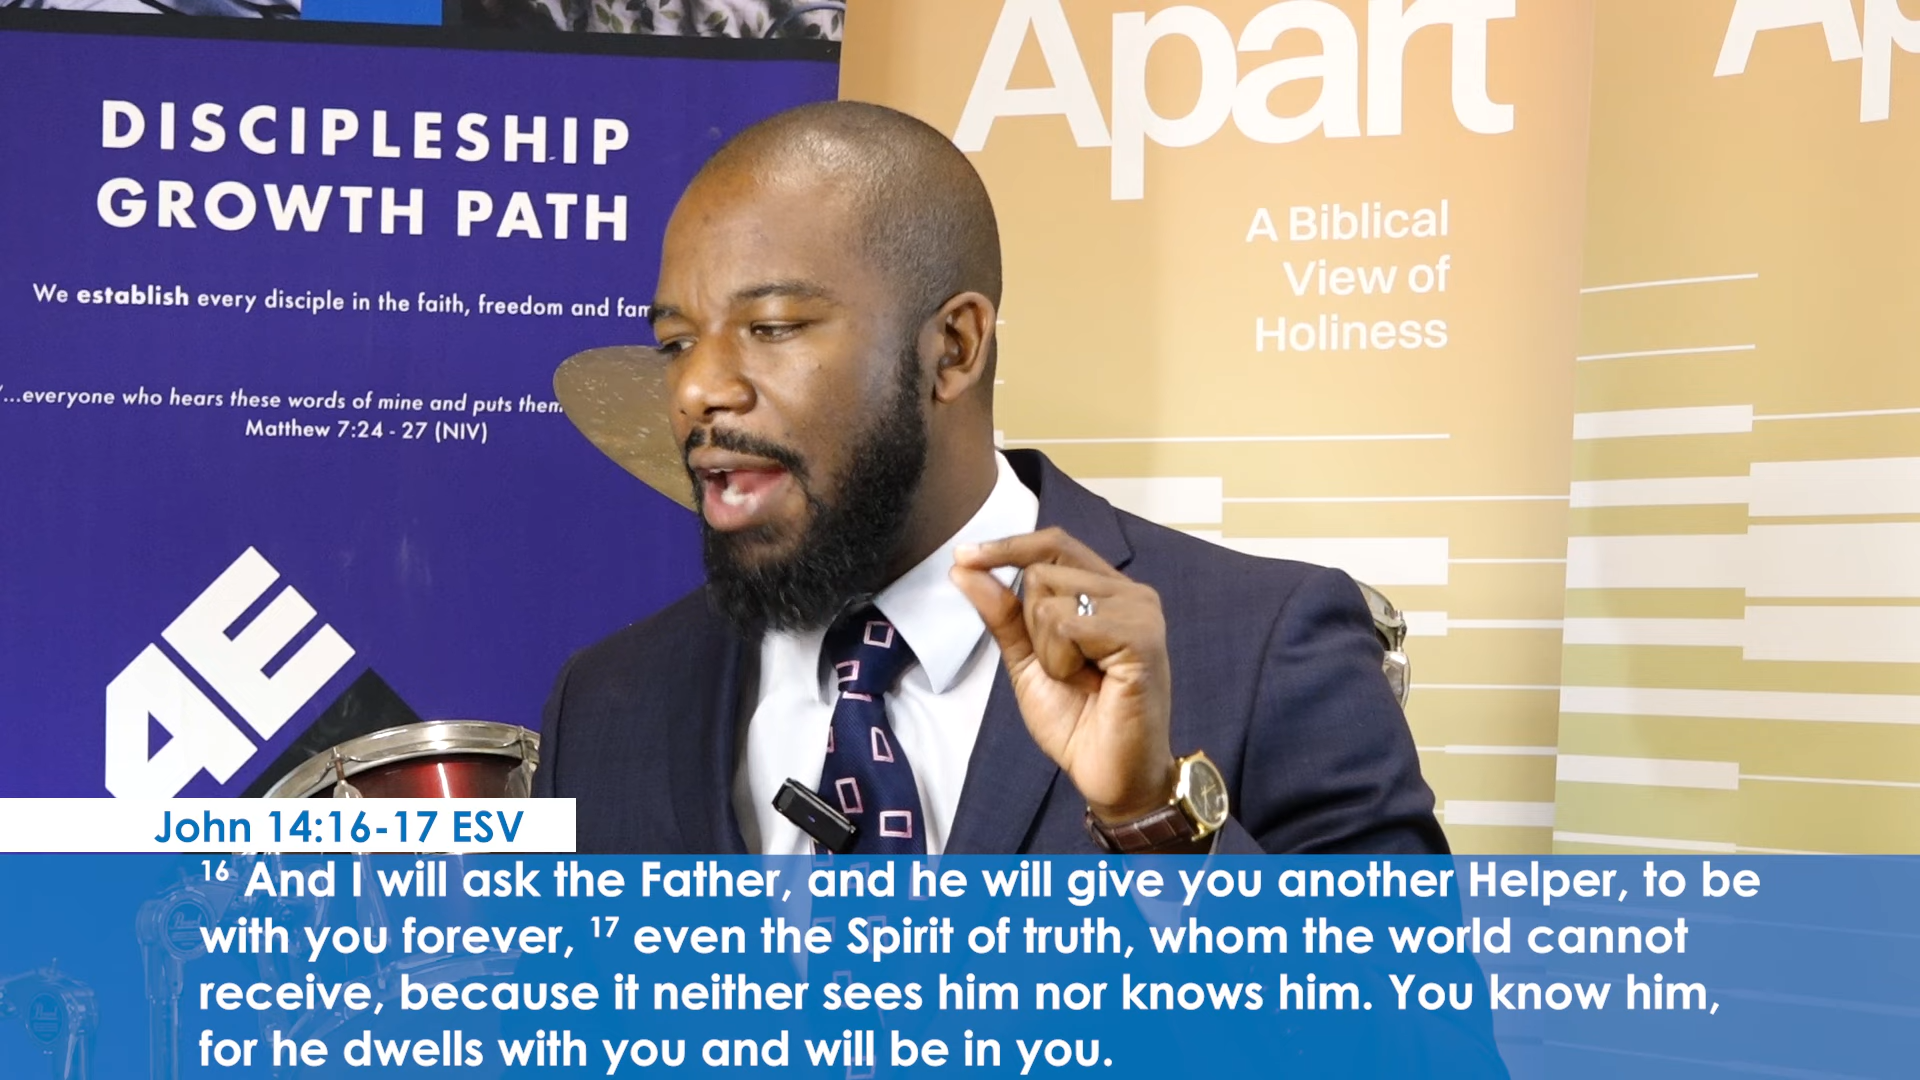 Apart
Ap
A Biblical
View of
Holiness
DISCIPLESHIP
GROWTH PATH
We establish every disciple in the faith, freedom and fam
"...everyone who hears these words of mine and puts them
Matthew 7:24 - 27 (NIV)
4E
John 14:16-17 ESV
16 And I will ask the Father, and he will give you another Helper, to be
with you forever, 17 even the Spirit of truth, whom the world cannot
receive, because it neither sees him nor knows him. You know him,
for he dwells with you and will be in you.